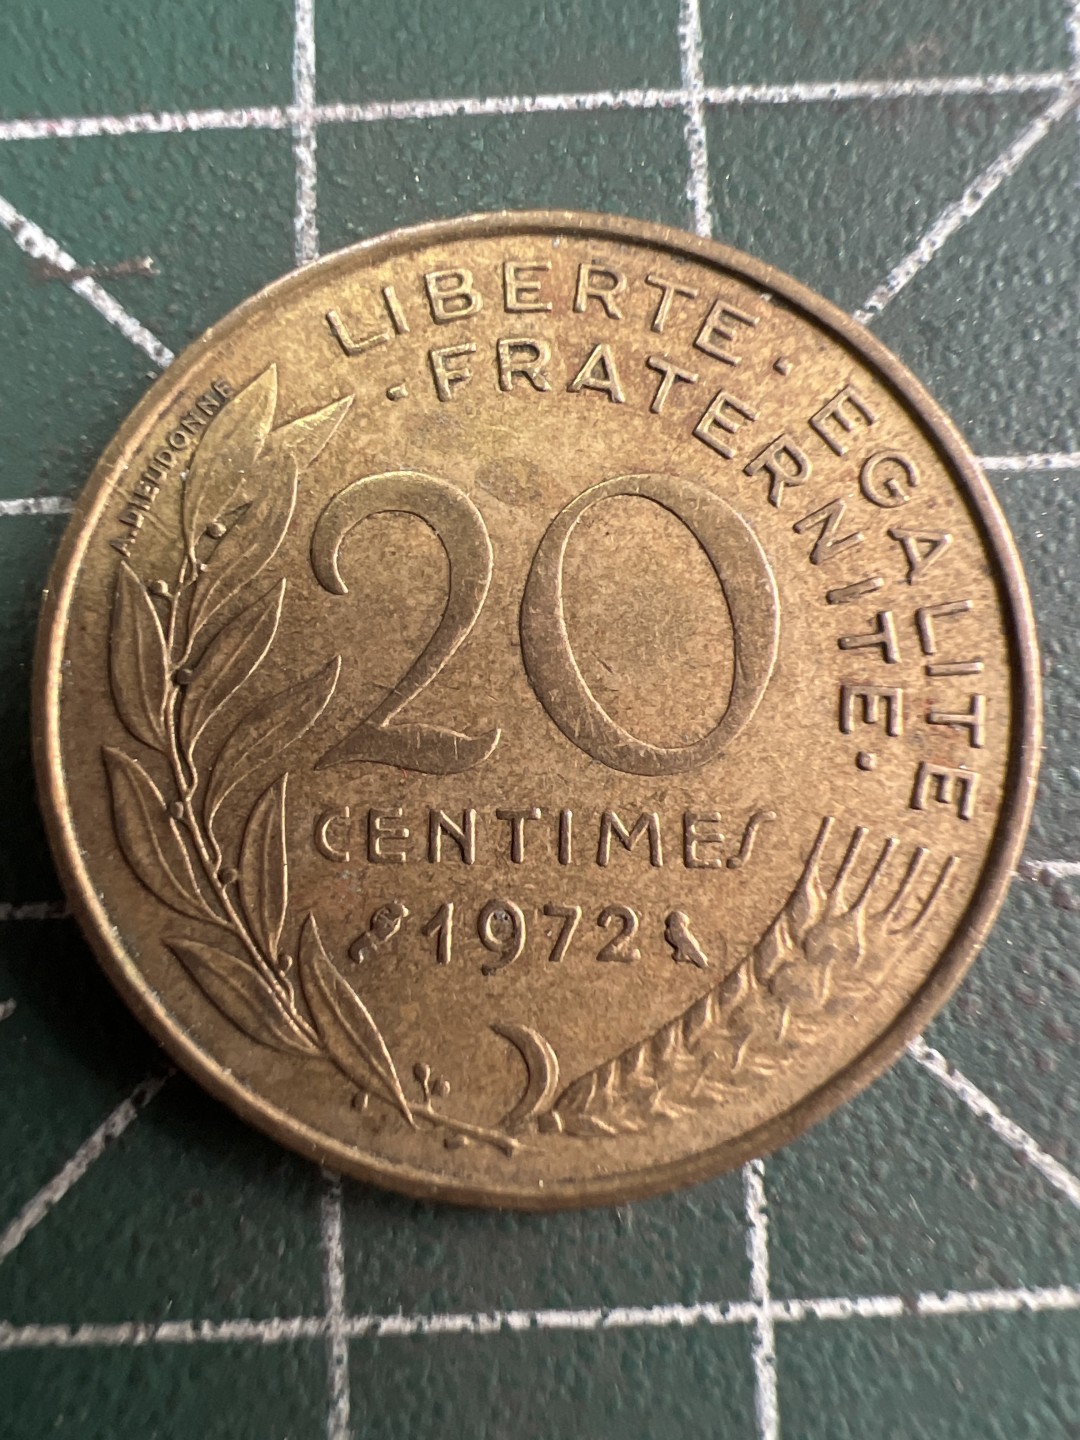 LIBERTE · EGALITE
· FRATERNITE ·
A.DIEUDONNE
20
CENTIMES
1972